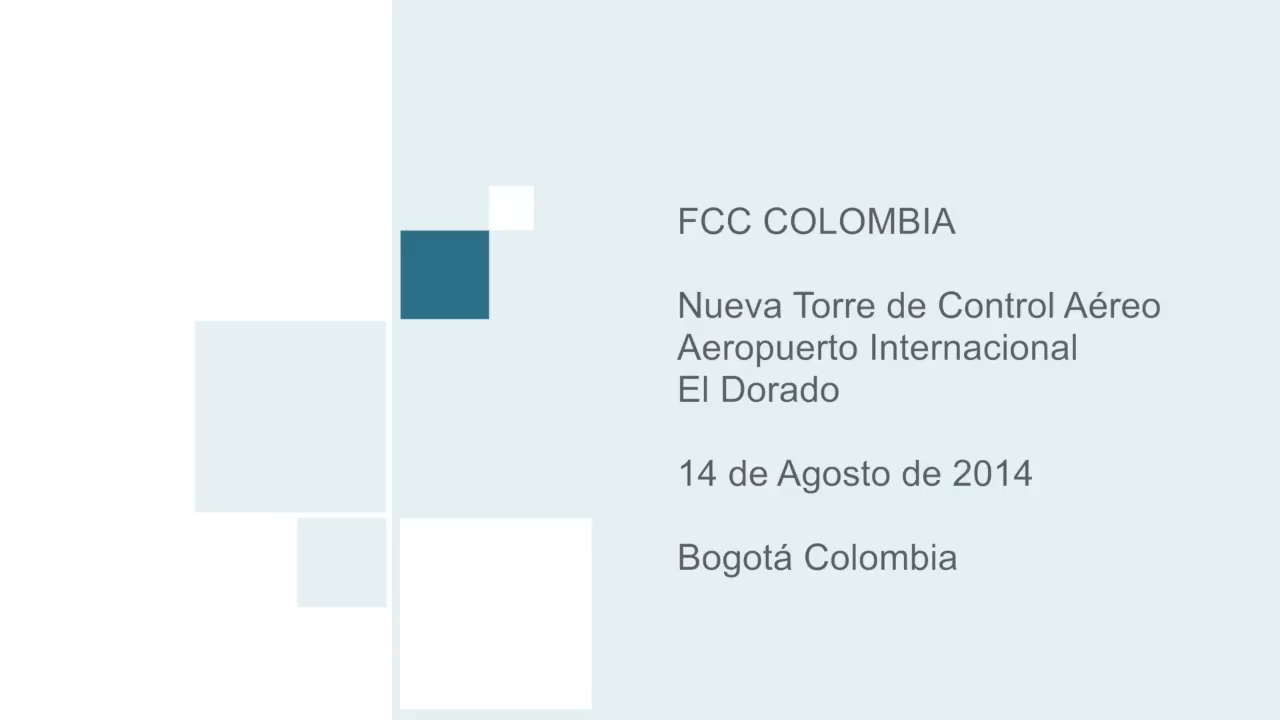 FCC COLOMBIA
Nueva Torre de Control Aéreo
Aeropuerto Internacional
El Dorado
14 de Agosto de 2014
Bogotá Colombia